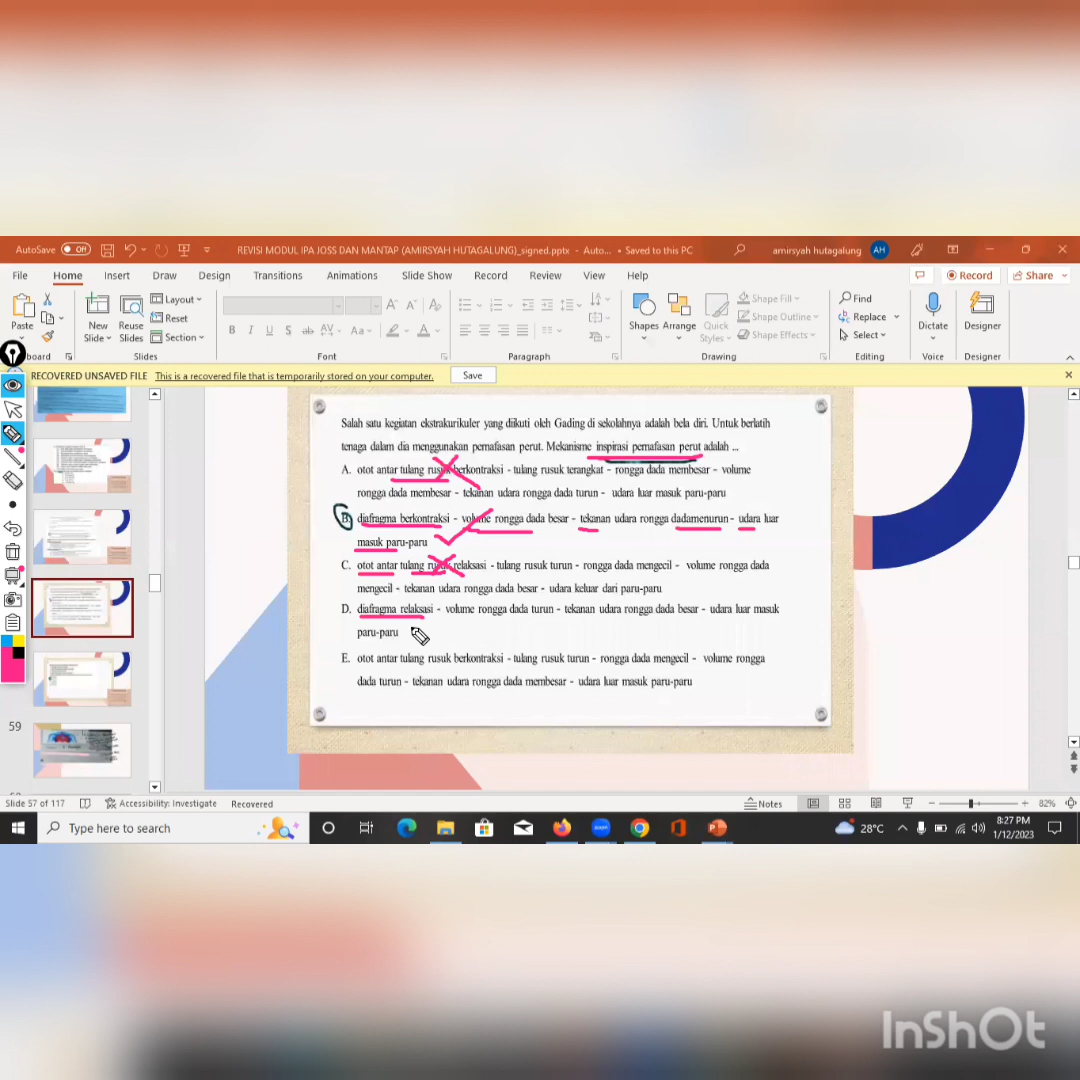 AutoSave Off REVISI MODUL IPA JOSS DAN MANTAP (AMIRSYAH HUTAGALUNG)_signed.pptx - Auto... • Saved to this PC amirsyah hutagalung AH
File Home Insert Draw Design Transitions Animations Slide Show Record Review View Help Record Share
Paste New Slide Reuse Slides Layout Reset Section
B I U S ab AV Aa A A
Shapes Arrange Quick Styles Shape Fill Shape Outline Shape Effects
Find Replace Select Dictate Designer
board Slides Font Paragraph Drawing Editing Voice Designer
RECOVERED UNSAVED FILE This is a recovered file that is temporarily stored on your computer. Save
Salah satu kegiatan ekstrakurikuler yang diikuti oleh Gading di sekolahnya adalah bela diri. Untuk berlatih
tenaga dalam dia menggunakan pernafasan perut. Mekanisme inspirasi pernafasan perut adalah ...
A. otot antar tulang rusuk berkontraksi - tulang rusuk terangkat - rongga dada membesar - volume
rongga dada membesar - tekanan udara rongga dada turun - udara luar masuk paru-paru
B. diafragma berkontraksi - volume rongga dada besar - tekanan udara rongga dadamenurun - udara luar
masuk paru-paru
C. otot antar tulang rusuk relaksasi - tulang rusuk turun - rongga dada mengecil - volume rongga dada
mengecil - tekanan udara rongga dada besar - udara keluar dari paru-paru
D. diafragma relaksasi - volume rongga dada turun - tekanan udara rongga dada besar - udara luar masuk
paru-paru
E. otot antar tulang rusuk berkontraksi - tulang rusuk turun - rongga dada mengecil - volume rongga
dada turun - tekanan udara rongga dada membesar - udara luar masuk paru-paru
59
Slide 57 of 117 Accessibility: Investigate Recovered Notes 82%
Type here to search 28°C 8:27 PM
1/12/2023
InShOt